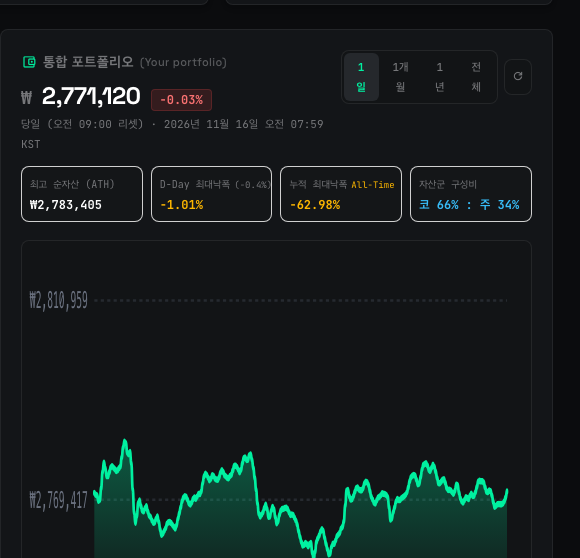 통합 포트폴리오 (Your portfolio)
1일
1개월
1년
전체
₩ 2,771,120 -0.03%
당일 (오전 09:00 리셋) · 2026년 11월 16일 오전 07:59
KST
최고 순자산 (ATH)
₩2,783,405
D-Day 최대낙폭 (-0.4%)
-1.01%
누적 최대낙폭 All-Time
-62.98%
자산군 구성비
코 66% : 주 34%
₩2,810,959
₩2,769,417